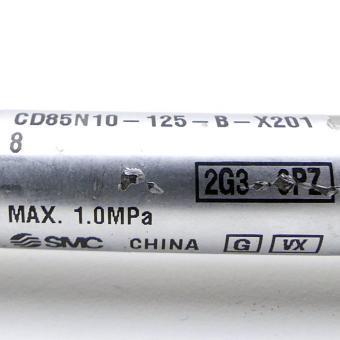 CD85N10-125-B-X201
8
2G3
MAX. 1.0MPa
SMC CHINA G VX